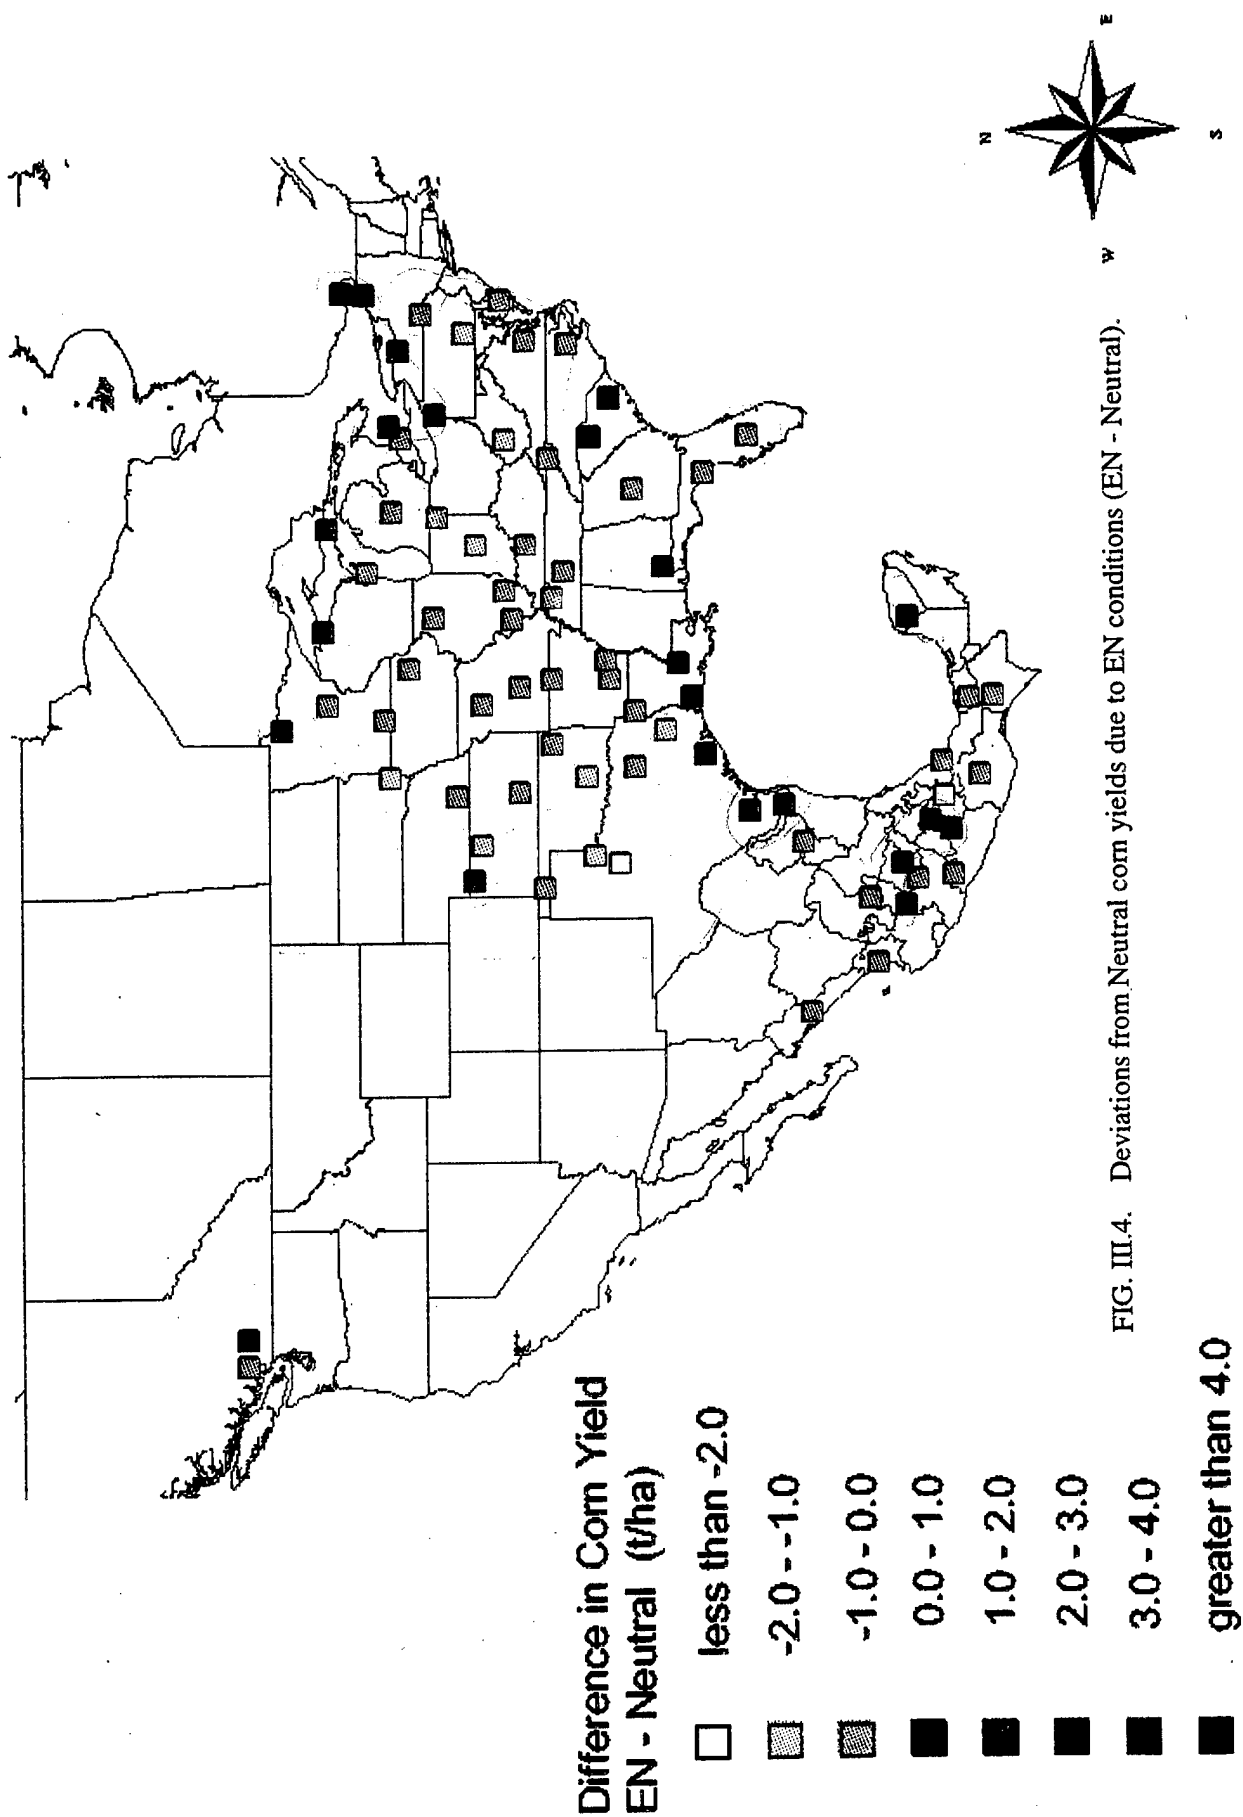 N
W
E
S
FIG. III.4. Deviations from Neutral corn yields due to EN conditions (EN - Neutral).
Difference in Corn Yield
EN - Neutral (t/ha)
less than -2.0
-2.0 - -1.0
-1.0 - 0.0
0.0 - 1.0
1.0 - 2.0
2.0 - 3.0
3.0 - 4.0
greater than 4.0